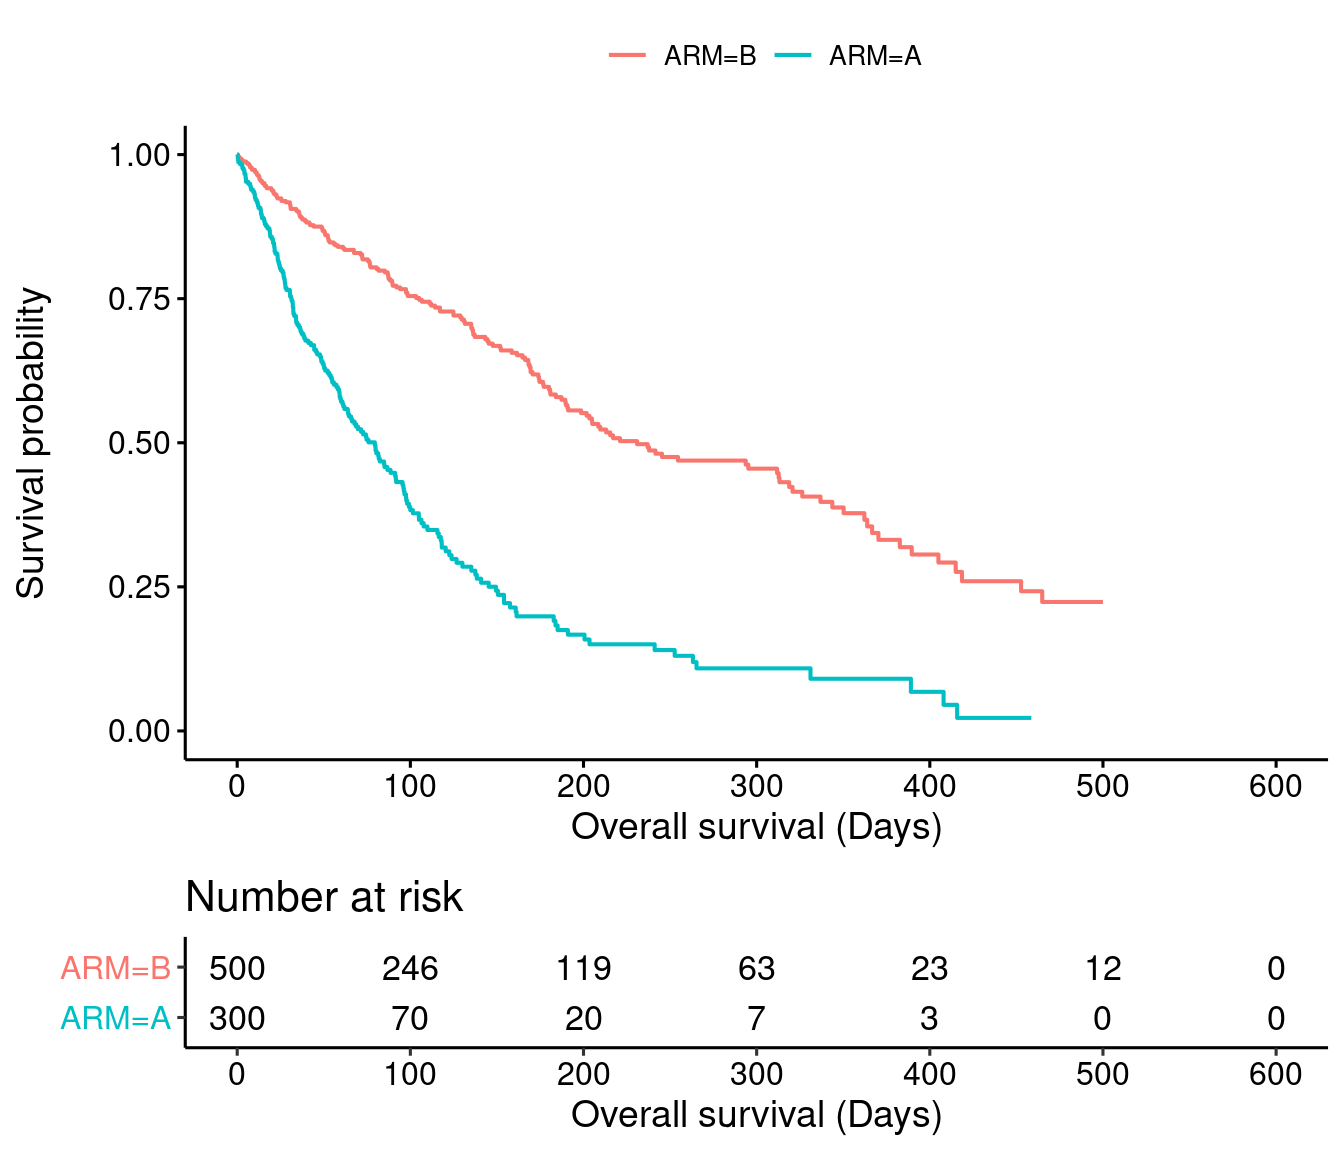 ARM=B ARM=A
Survival probability
1.00
0.75
0.50
0.25
0.00
0 100 200 300 400 500 600
Overall survival (Days)
Number at risk
ARM=B 500 246 119 63 23 12 0
ARM=A 300 70 20 7 3 0 0
0 100 200 300 400 500 600
Overall survival (Days)